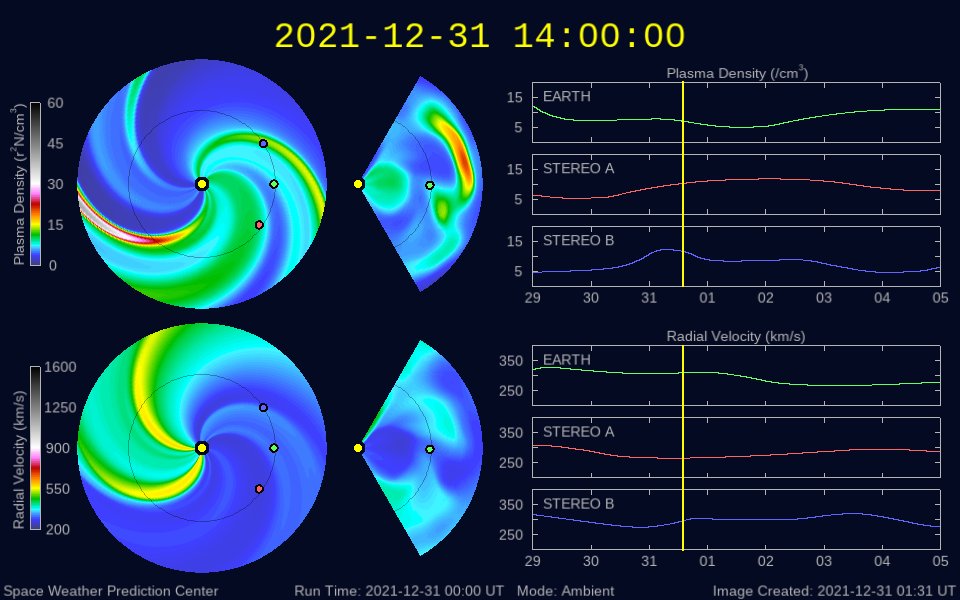 2021-12-31 14:00:00
Plasma Density (r²N/cm³)
60
45
30
15
0
Plasma Density (/cm³)
EARTH
15
5
STEREO A
15
5
STEREO B
15
5
29 30 31 01 02 03 04 05
Radial Velocity (km/s)
1600
1250
900
550
200
Radial Velocity (km/s)
EARTH
350
250
STEREO A
350
250
STEREO B
350
250
29 30 31 01 02 03 04 05
Space Weather Prediction Center Run Time: 2021-12-31 00:00 UT Mode: Ambient Image Created: 2021-12-31 01:31 UT